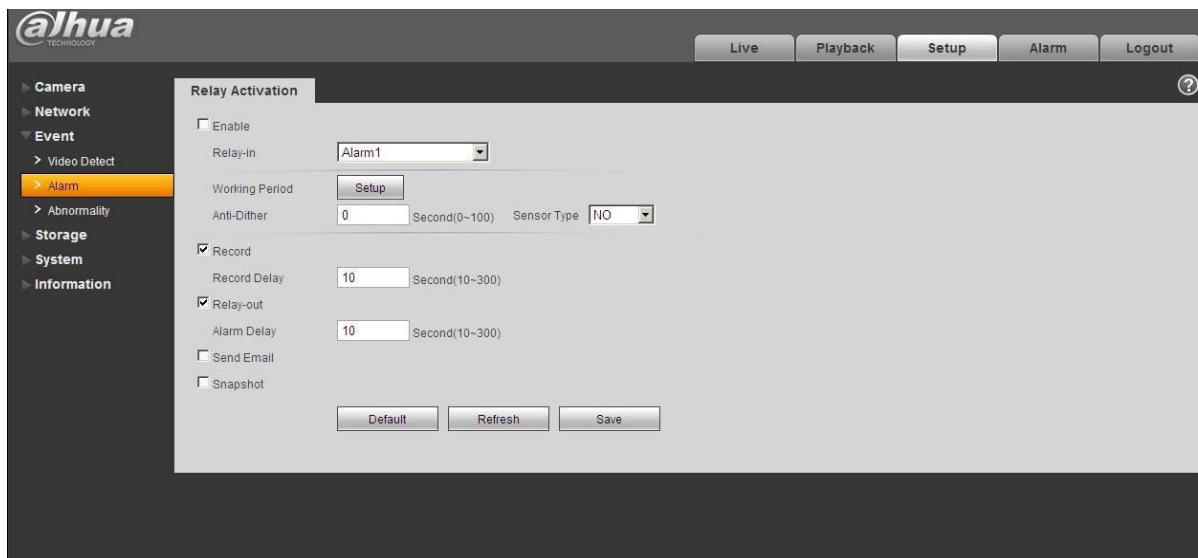 alhua
TECHNOLOGY
Live
Playback
Setup
Alarm
Logout
Camera
Network
Event
> Video Detect
> Alarm
> Abnormality
Storage
System
Information
Relay Activation
?
Enable
Relay-in Alarm1
Working Period Setup
Anti-Dither 0 Second(0~100) Sensor Type NO
Record
Record Delay 10 Second(10~300)
Relay-out
Alarm Delay 10 Second(10~300)
Send Email
Snapshot
Default Refresh Save